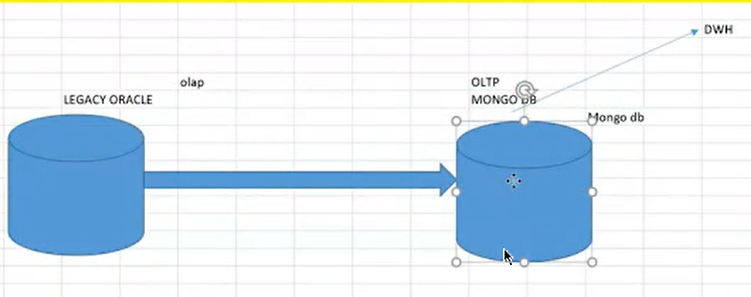 DWH
olap
OLTP
LEGACY ORACLE
MONGO DB
Mongo db